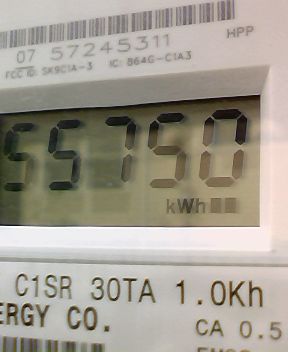 HPP
07 57245311
FCC ID: SK9C1A-3 IC: 864G-C1A3
55750
kWh
C1SR 30TA 1.0Kh
ERGY CO.
CA 0.5